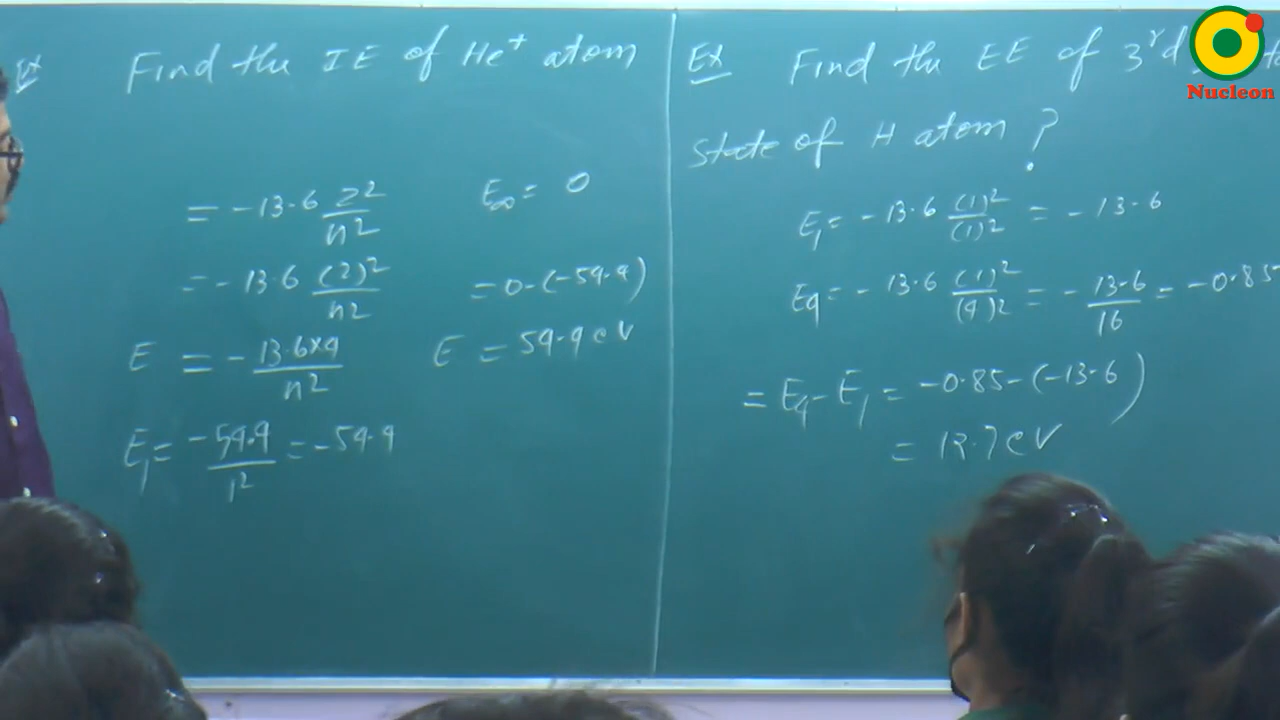 Ex Find the IE of He⁺ atom
= -13.6 Z²/n²
= -13.6 (2)²/n²
E = -13.6×4/n²
E₁ = -54.4/1² = -54.4
E∞ = 0
= 0-(-54.4)
E = 54.4 eV
Ex Find the EE of 3rd
State of H atom ?
E₁ = -13.6 (1)²/(1)² = -13.6
E₄ = -13.6 (1)²/(4)² = -13.6/16 = -0.85
= E₄ - E₁ = -0.85-(-13.6)
= 12.7 eV
Nucleon